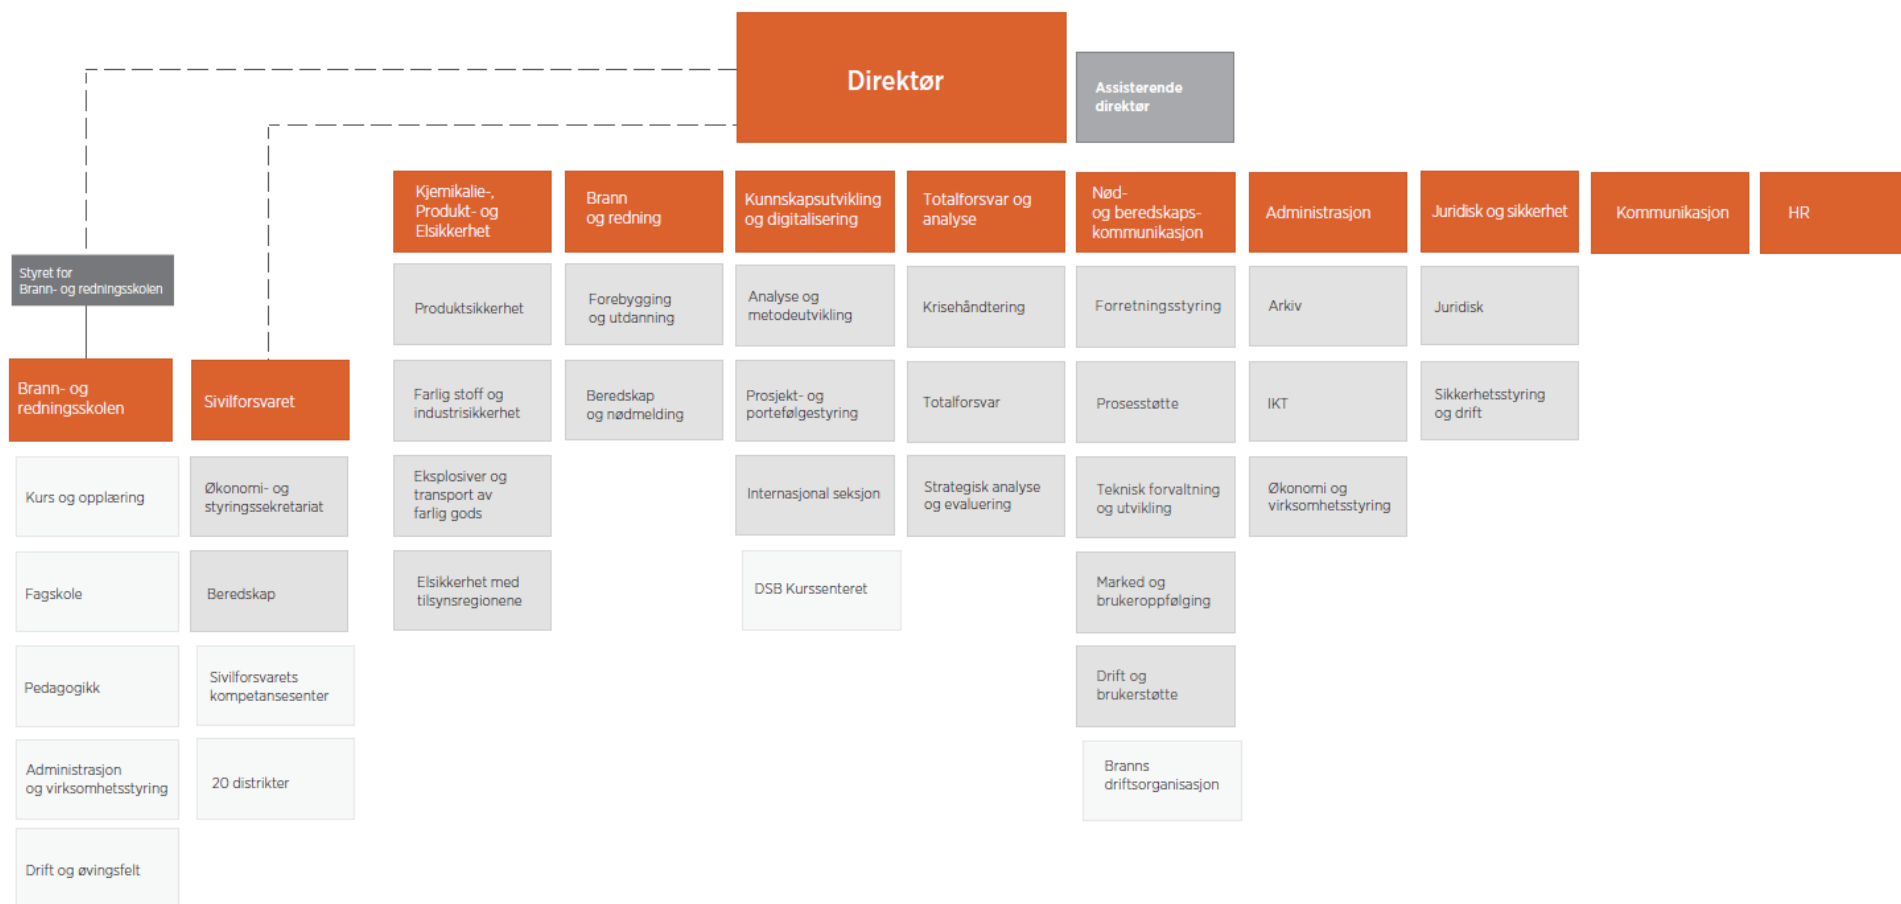 Direktør
Assisterende
direktør
Styret for
Brann- og redningsskolen
Brann- og
redningsskolen
Kurs og opplæring
Fagskole
Pedagogikk
Administrasjon
og virksomhetsstyring
Drift og øvingsfelt
Sivilforsvaret
Økonomi- og
styringssekretariat
Beredskap
Sivilforsvarets
kompetansesenter
20 distrikter
Kjemikalie-,
Produkt- og
Elsikkerhet
Produktsikkerhet
Farlig stoff og
industrisikkerhet
Eksplosiver og
transport av
farlig gods
Elsikkerhet med
tilsynsregionene
Brann
og redning
Forebygging
og utdanning
Beredskap
og nødmelding
Kunnskapsutvikling
og digitalisering
Analyse og
metodeutvikling
Prosjekt- og
portefølgestyring
Internasjonal seksjon
DSB Kurssenteret
Totalforsvar og
analyse
Krisehåndtering
Totalforsvar
Strategisk analyse
og evaluering
Nød-
og beredskaps-
kommunikasjon
Forretningsstyring
Prosesstøtte
Teknisk forvaltning
og utvikling
Marked og
brukeroppfølging
Drift og
brukerstøtte
Branns
driftsorganisasjon
Administrasjon
Arkiv
IKT
Økonomi og
virksomhetsstyring
Juridisk og sikkerhet
Juridisk
Sikkerhetsstyring
og drift
Kommunikasjon
HR